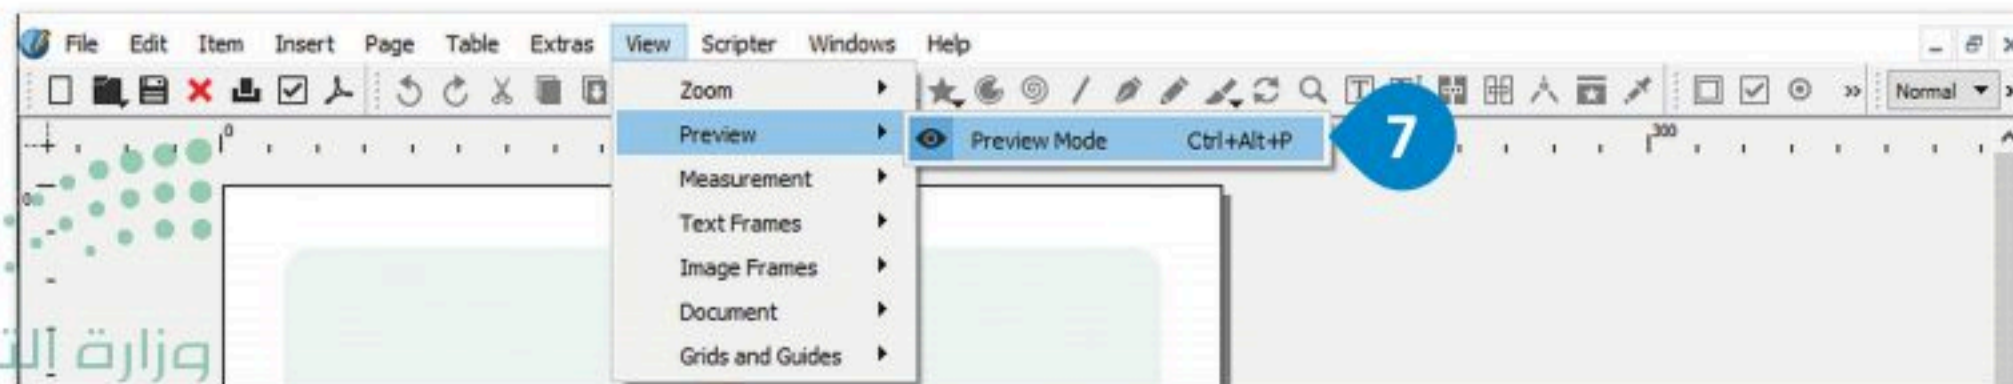 File Edit Item Insert Page Table Extras View Scripter Windows Help
Normal
Zoom
Preview
Preview Mode Ctrl+Alt+P
7
Measurement
Text Frames
Image Frames
Document
Grids and Guides
0
300
0
وزارة